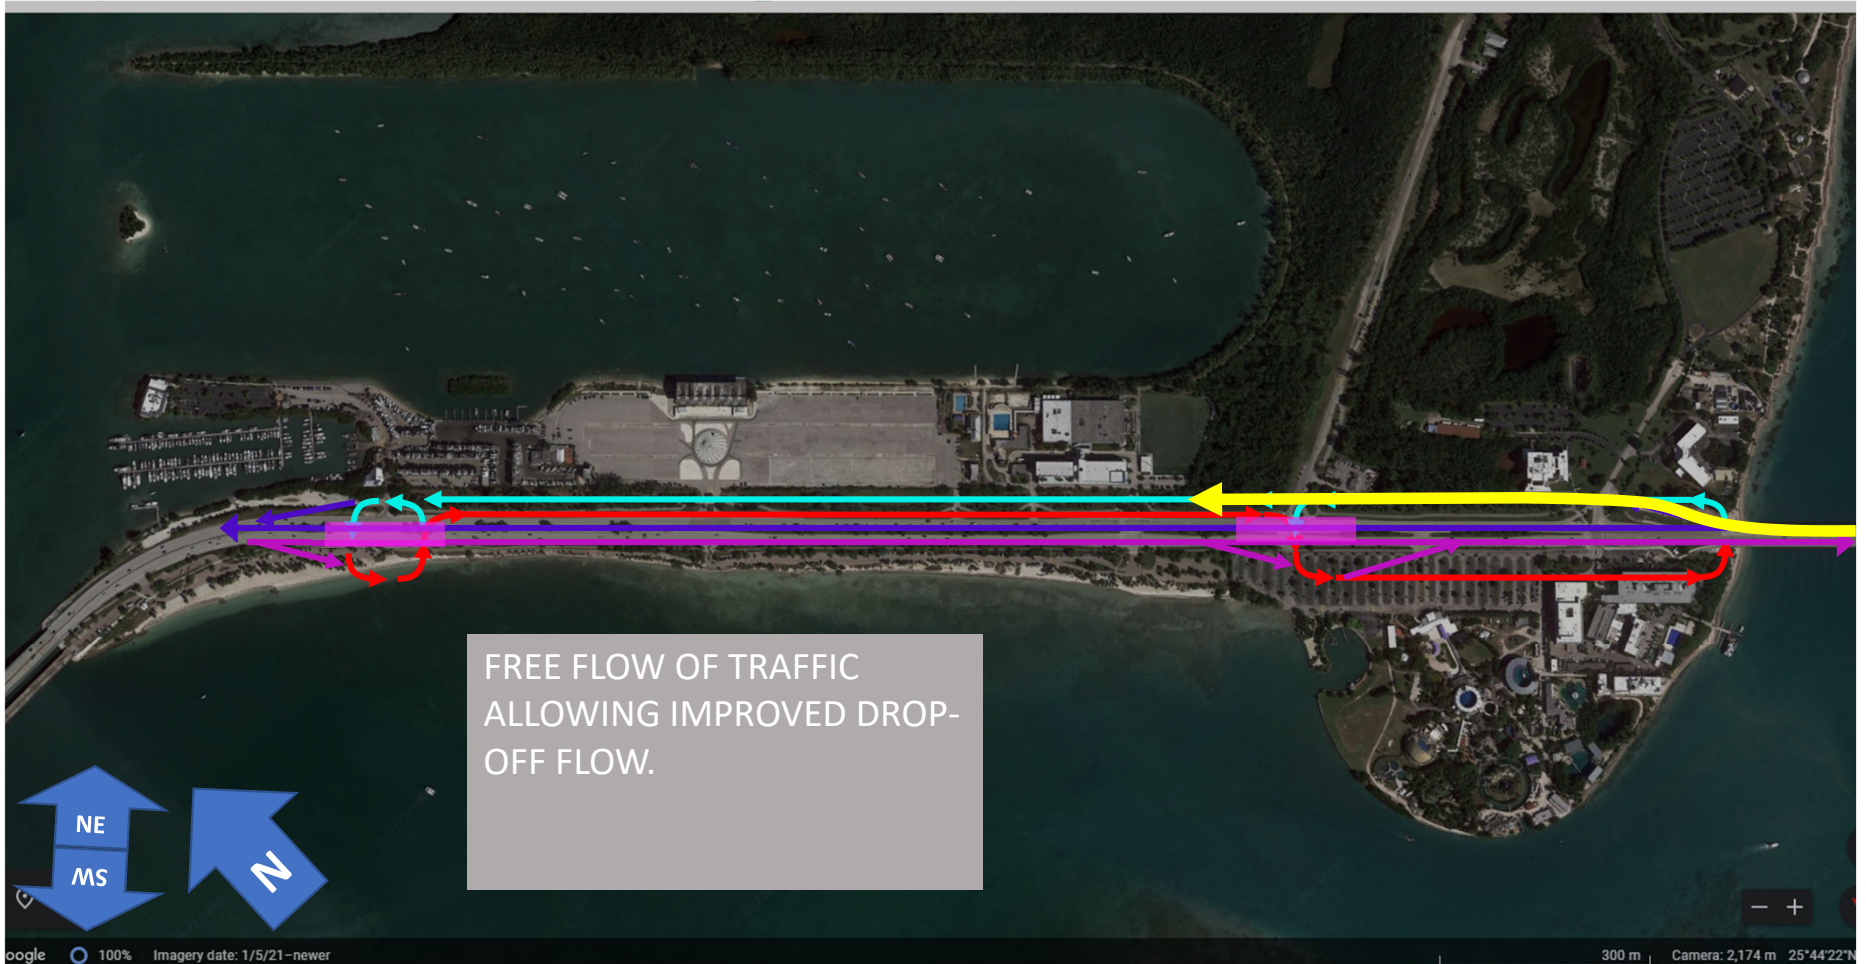 FREE FLOW OF TRAFFIC
ALLOWING IMPROVED DROP-
OFF FLOW.
NE
SW
N
oogle
100%
Imagery date: 1/5/21–newer
300 m
Camera: 2,174 m
25°44'22"N